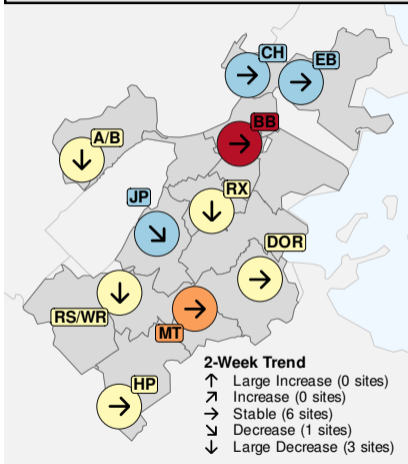 CH
EB
BB
A/B
RX
JP
DOR
RS/WR
MT
HP
2-Week Trend
↑ Large Increase (0 sites)
↗ Increase (0 sites)
→ Stable (6 sites)
↘ Decrease (1 sites)
↓ Large Decrease (3 sites)